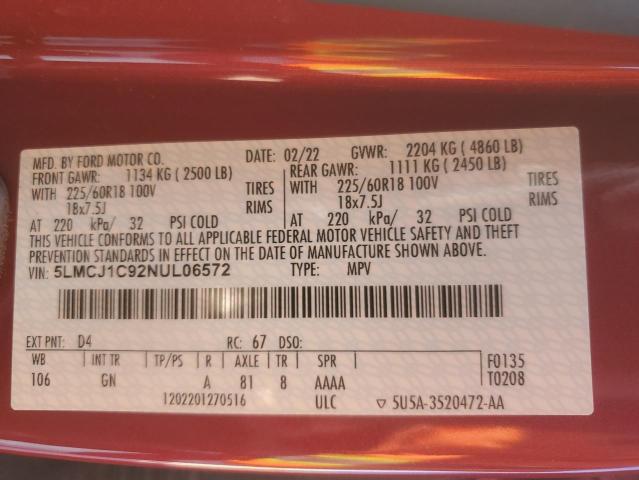 MFD. BY FORD MOTOR CO. DATE: 02/22 GVWR: 2204 KG ( 4860 LB)
FRONT GAWR: 1134 KG ( 2500 LB) REAR GAWR: 1111 KG ( 2450 LB)
WITH 225/60R18 100V TIRES WITH 225/60R18 100V TIRES
18x7.5J RIMS 18x7.5J RIMS
AT 220 kPa/ 32 PSI COLD AT 220 kPa/ 32 PSI COLD
THIS VEHICLE CONFORMS TO ALL APPLICABLE FEDERAL MOTOR VEHICLE SAFETY AND THEFT
PREVENTION STANDARDS IN EFFECT ON THE DATE OF MANUFACTURE SHOWN ABOVE.
VIN: 5LMCJ1C92NUL06572 TYPE: MPV
EXT PNT: D4 RC: 67 DSO:
WB INT TR TP/PS R AXLE TR SPR F0135
106 GN A 81 8 AAAA T0208
1202201270516 ULC ▽ 5U5A-3520472-AA